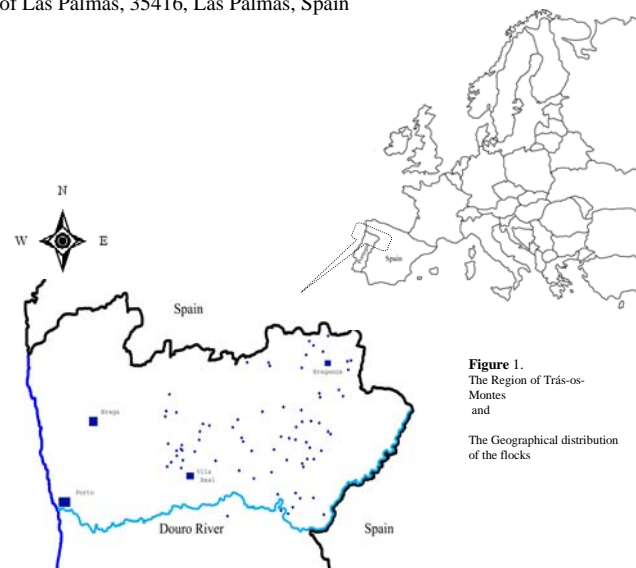 of Las Palmas, 35416, Las Palmas, Spain
N
W E
Spain
Spain
Figure 1.
The Region of Trás-os-
Montes
and
The Geographical distribution
of the flocks
Bragança
Braga
Vila
Real
Porto
Douro River
Spain